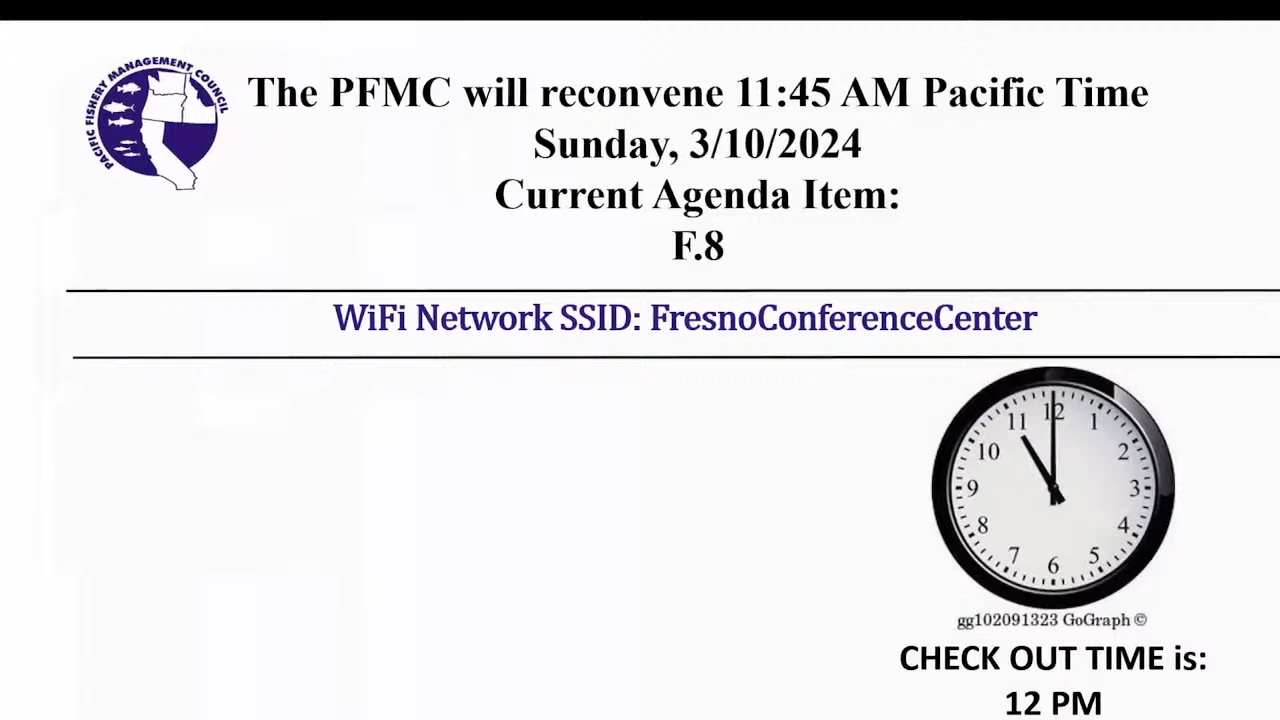 PACIFIC FISHERY MANAGEMENT COUNCIL
The PFMC will reconvene 11:45 AM Pacific Time
Sunday, 3/10/2024
Current Agenda Item:
F.8
WiFi Network SSID: FresnoConferenceCenter
12
1
2
3
4
5
6
7
8
9
10
11
gg102091323 GoGraph ©
CHECK OUT TIME is:
12 PM